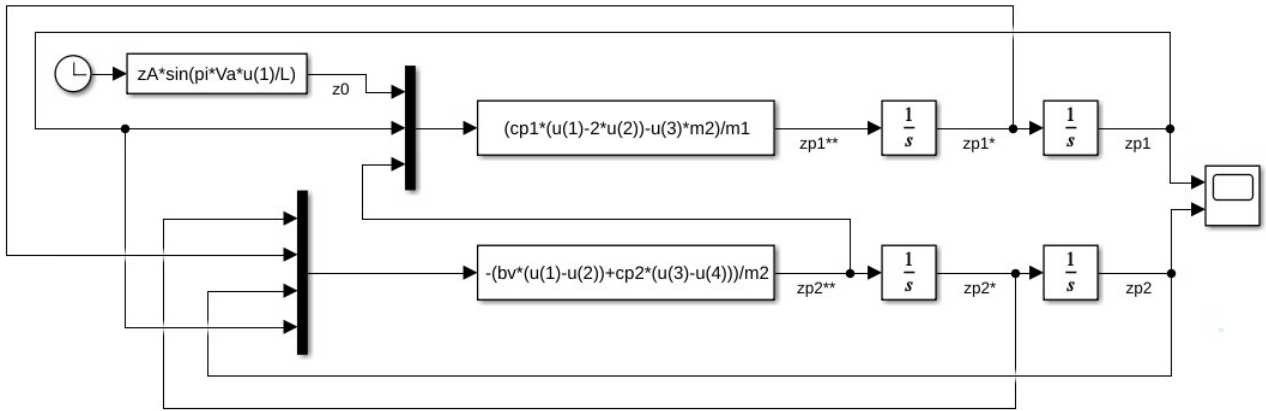 zA*sin(pi*Va*u(1)/L)
z0
(cp1*(u(1)-2*u(2))-u(3)*m2)/m1
zp1**
1
s
zp1*
1
s
zp1
-(bv*(u(1)-u(2))+cp2*(u(3)-u(4)))/m2
zp2**
1
s
zp2*
1
s
zp2